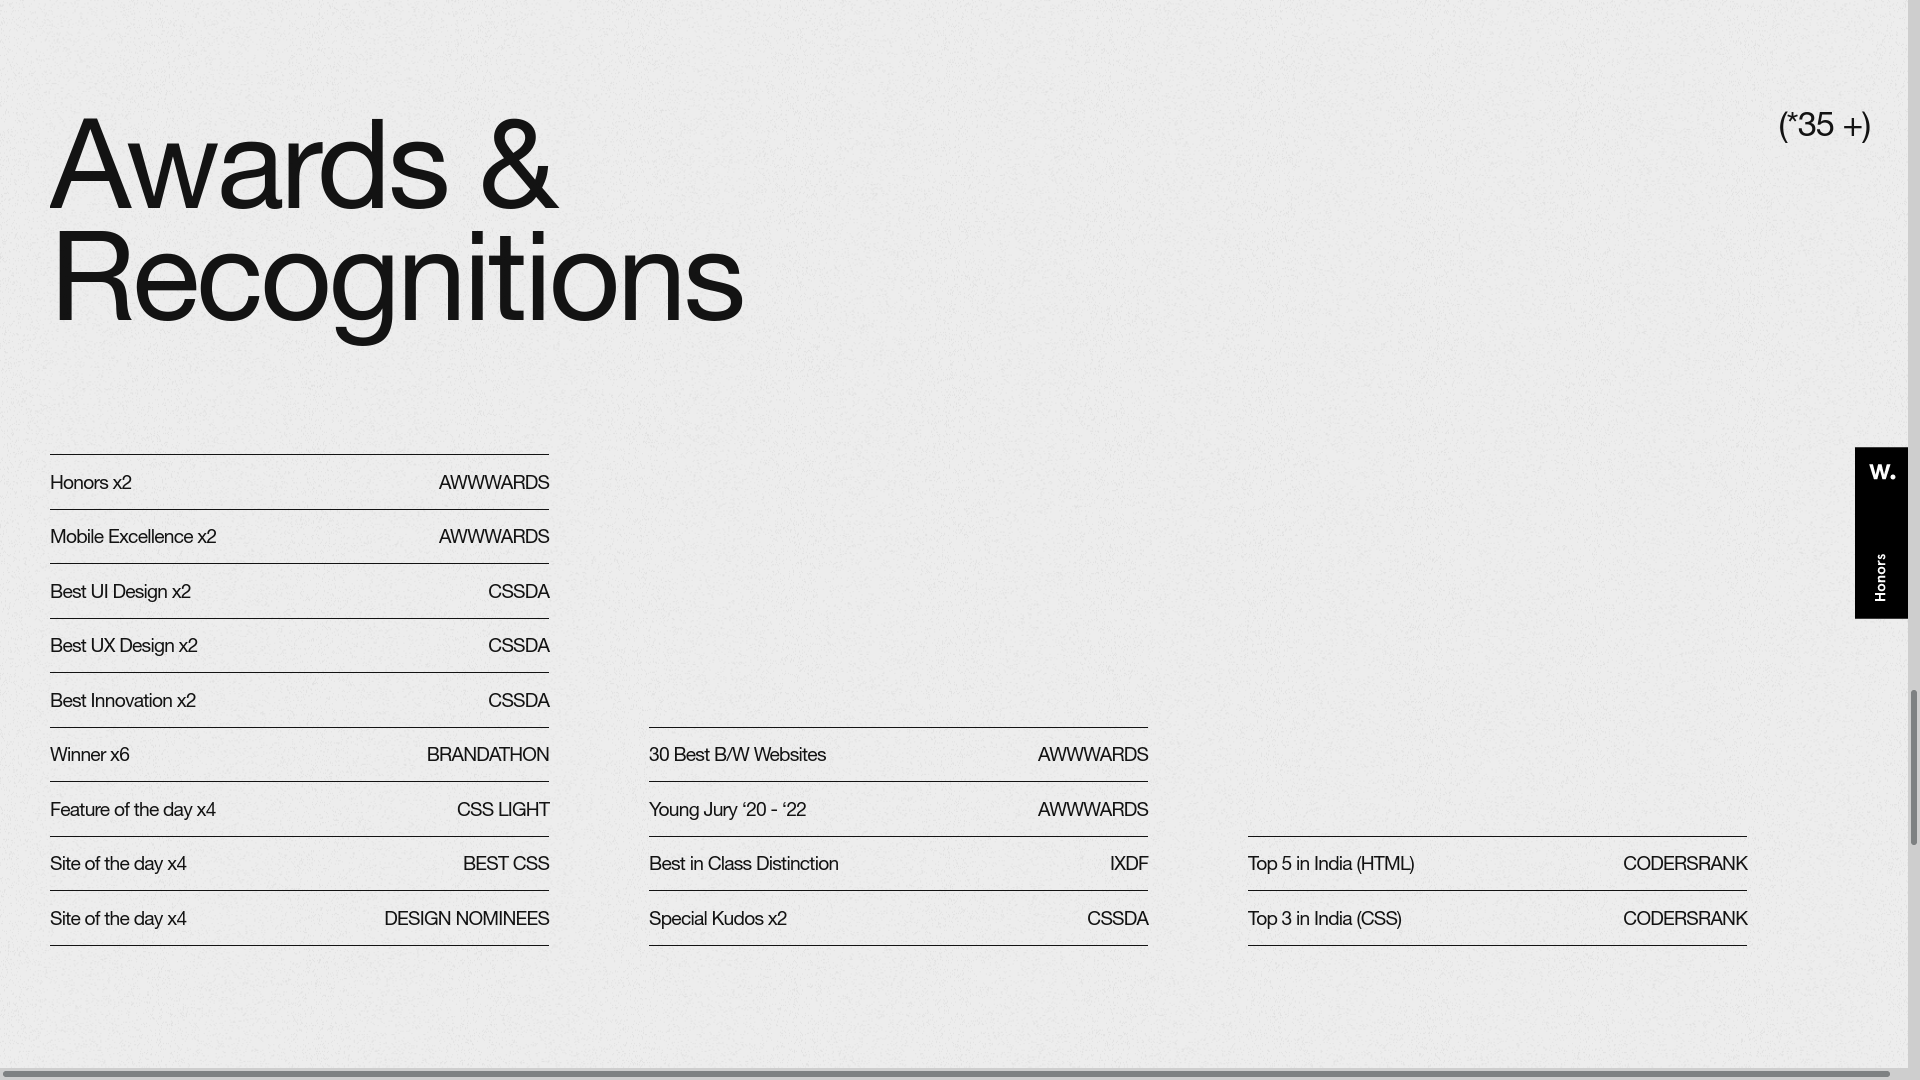 Awards &
Recognitions
(*35 +)
Honors x2 AWWWARDS
Mobile Excellence x2 AWWWARDS
Best UI Design x2 CSSDA
Best UX Design x2 CSSDA
Best Innovation x2 CSSDA
Winner x6 BRANDATHON
Feature of the day x4 CSS LIGHT
Site of the day x4 BEST CSS
Site of the day x4 DESIGN NOMINEES
30 Best B/W Websites AWWWARDS
Young Jury ‘20 - ‘22 AWWWARDS
Best in Class Distinction IXDF
Special Kudos x2 CSSDA
Top 5 in India (HTML) CODERSRANK
Top 3 in India (CSS) CODERSRANK
W.
Honors